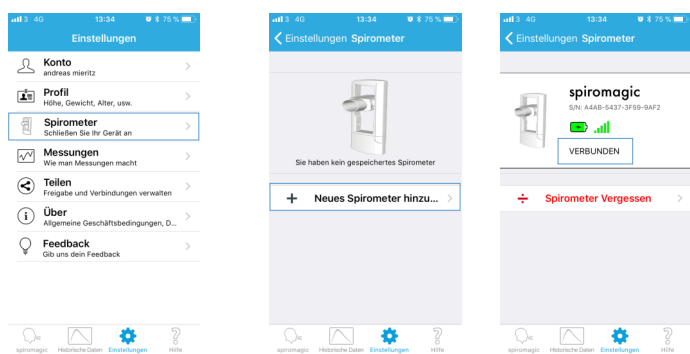 3 4G 13:34 75 %
Einstellungen
Konto
andreas mieritz
Profil
Höhe, Gewicht, Alter, usw.
Spirometer
Schließen Sie Ihr Gerät an
Messungen
Wie man Messungen macht
Teilen
Freigabe und Verbindungen verwalten
Über
Allgemeine Geschäftsbedingungen, D...
Feedback
Gib uns dein Feedback
spiromagic Historische Daten Einstellungen Hilfe
3 4G 13:34 75 %
Einstellungen Spirometer
Sie haben kein gespeichertes Spirometer
+ Neues Spirometer hinzu...
spiromagic Historische Daten Einstellungen Hilfe
3 4G 13:34 75 %
Einstellungen Spirometer
spiromagic
S/N: A4AB-5437-3F59-9AF2
VERBUNDEN
÷ Spirometer Vergessen
spiromagic Historische Daten Einstellungen Hilfe